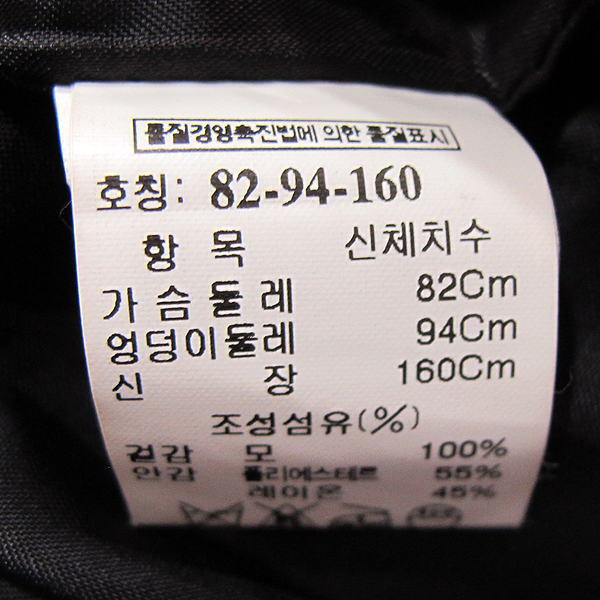 품질경영촉진법에 의한 품질표시
호칭: 82-94-160
항 목 신체치수
가 슴 둘 레 82Cm
엉덩이둘레 94Cm
신 장 160Cm
조성섬유(%)
겉감 모 100%
안감 폴리에스테르 55%
레이온 45%